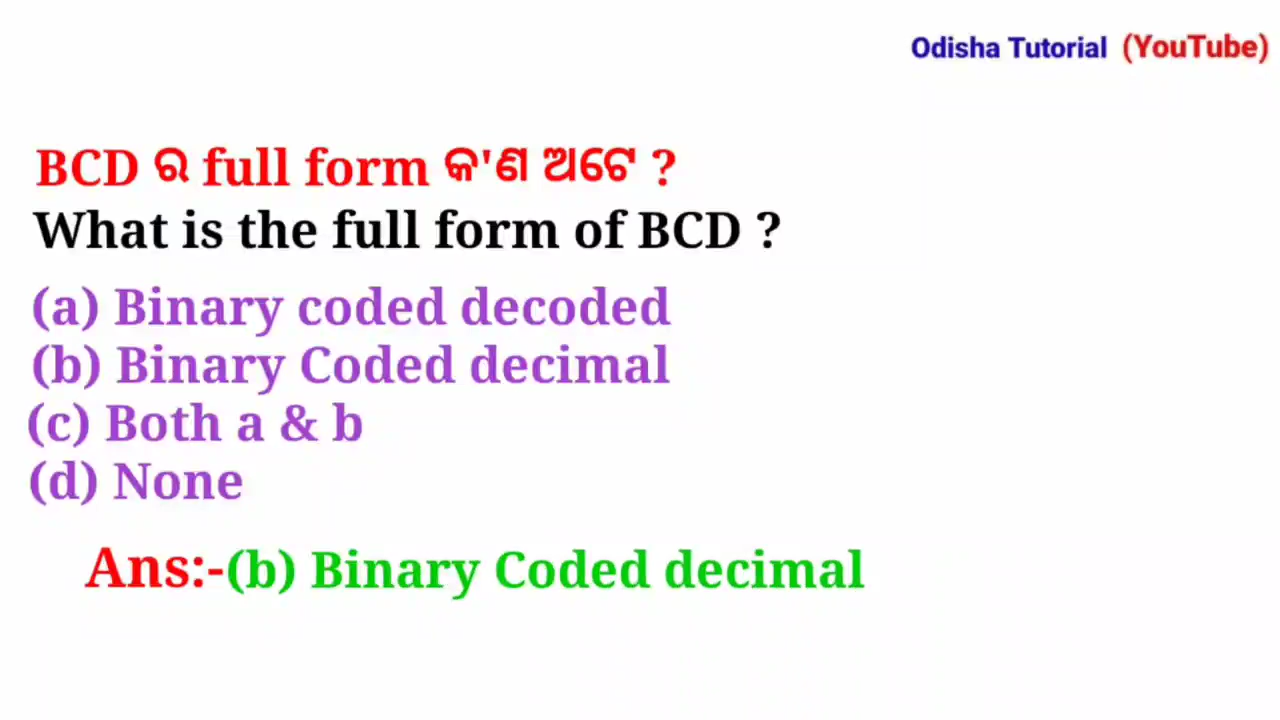 Odisha Tutorial (YouTube)
BCD ର full form କ'ଣ ଅଟେ ?
What is the full form of BCD ?
(a) Binary coded decoded
(b) Binary Coded decimal
(c) Both a & b
(d) None
Ans:-(b) Binary Coded decimal